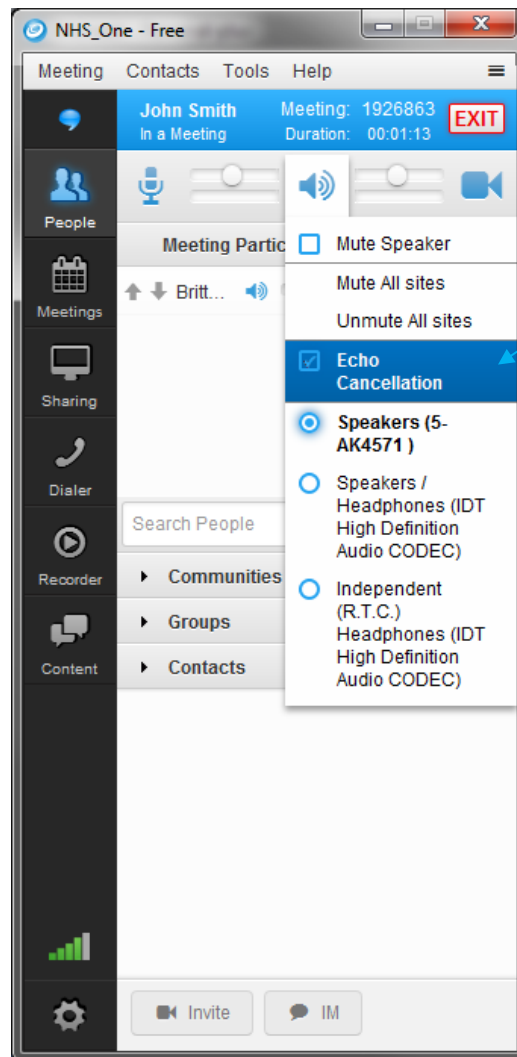 NHS_One - Free
Meeting Contacts Tools Help
John Smith Meeting: 1926863 EXIT
In a Meeting Duration: 00:01:13
People
Meeting Partic
Mute Speaker
Britt...
Mute All sites
Meetings
Unmute All sites
Echo
Cancellation
Sharing
Speakers (5-
AK4571 )
Dialer
Speakers /
Headphones (IDT
High Definition
Audio CODEC)
Search People
Recorder
Communities
Independent
(R.T.C.)
Headphones (IDT
High Definition
Audio CODEC)
Groups
Content
Contacts
Invite IM